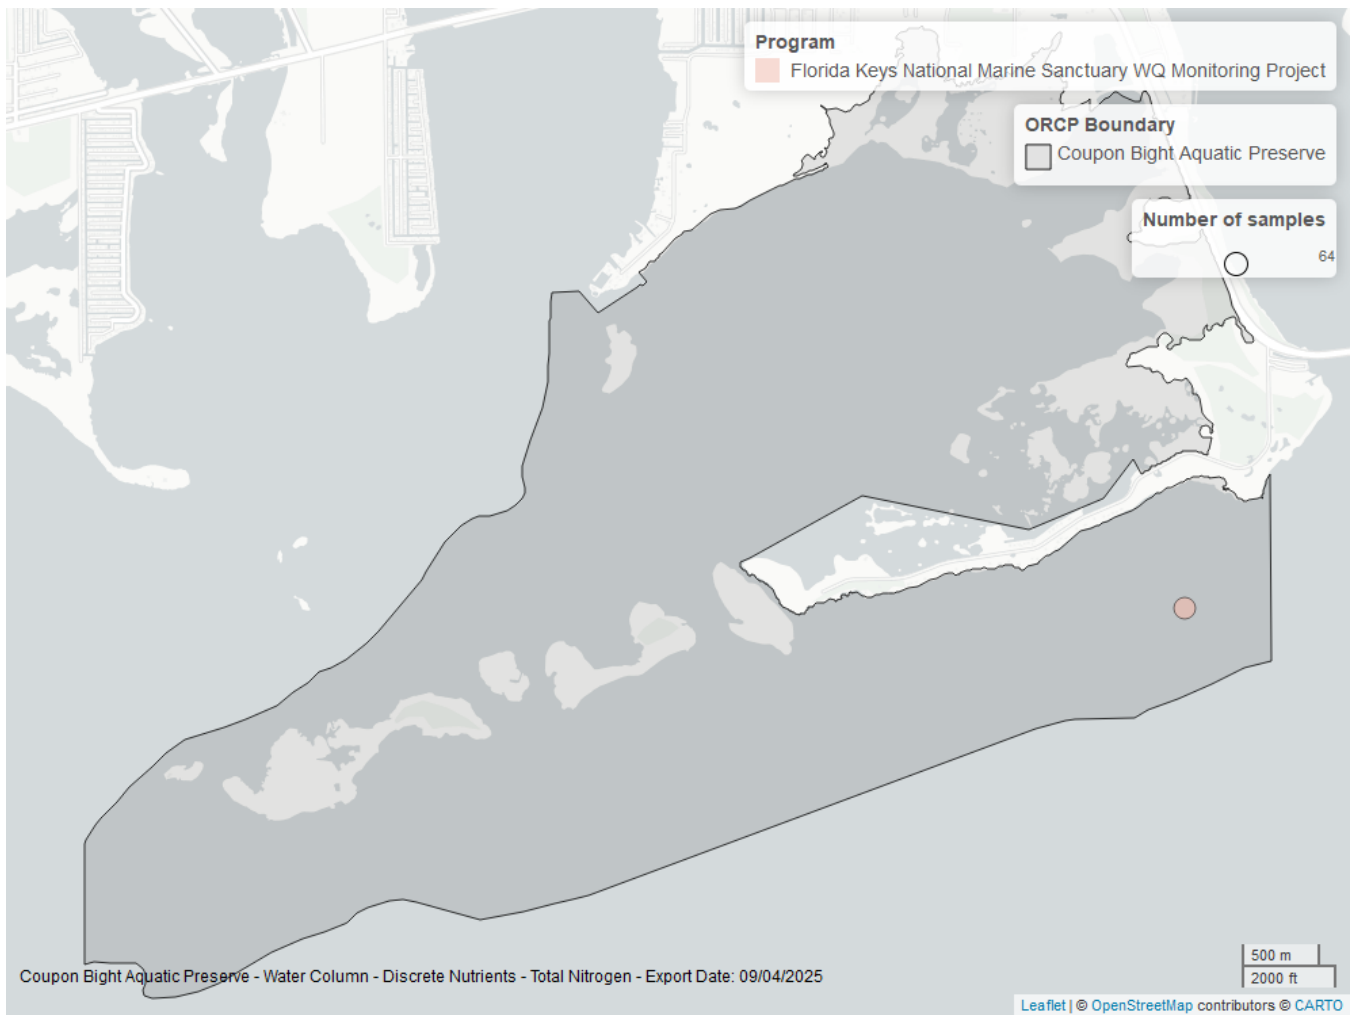 Program
Florida Keys National Marine Sanctuary WQ Monitoring Project
ORCP Boundary
Coupon Bight Aquatic Preserve
Number of samples
64
500 m
2000 ft
Coupon Bight Aquatic Preserve - Water Column - Discrete Nutrients - Total Nitrogen - Export Date: 09/04/2025
Leaflet | © OpenStreetMap contributors © CARTO